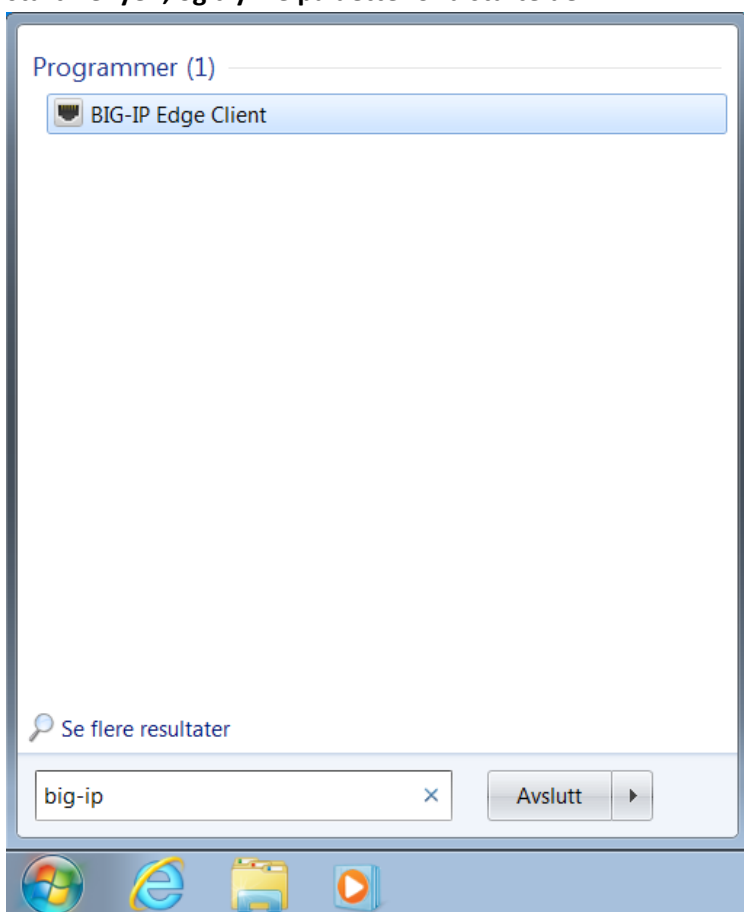 Programmer (1)
BIG-IP Edge Client
Se flere resultater
big-ip
Avslutt